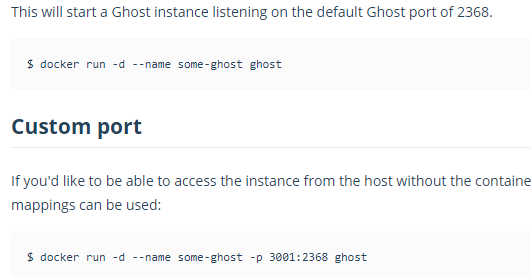 This will start a Ghost instance listening on the default Ghost port of 2368.
$ docker run -d --name some-ghost ghost
Custom port
If you'd like to be able to access the instance from the host without the containe
mappings can be used:
$ docker run -d --name some-ghost -p 3001:2368 ghost